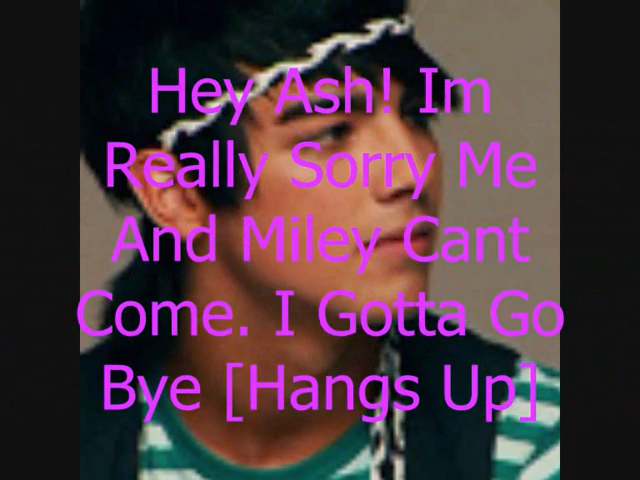 Hey Ash! Im
Really Sorry Me
And Miley Cant
Come. I Gotta Go
Bye [Hangs Up]